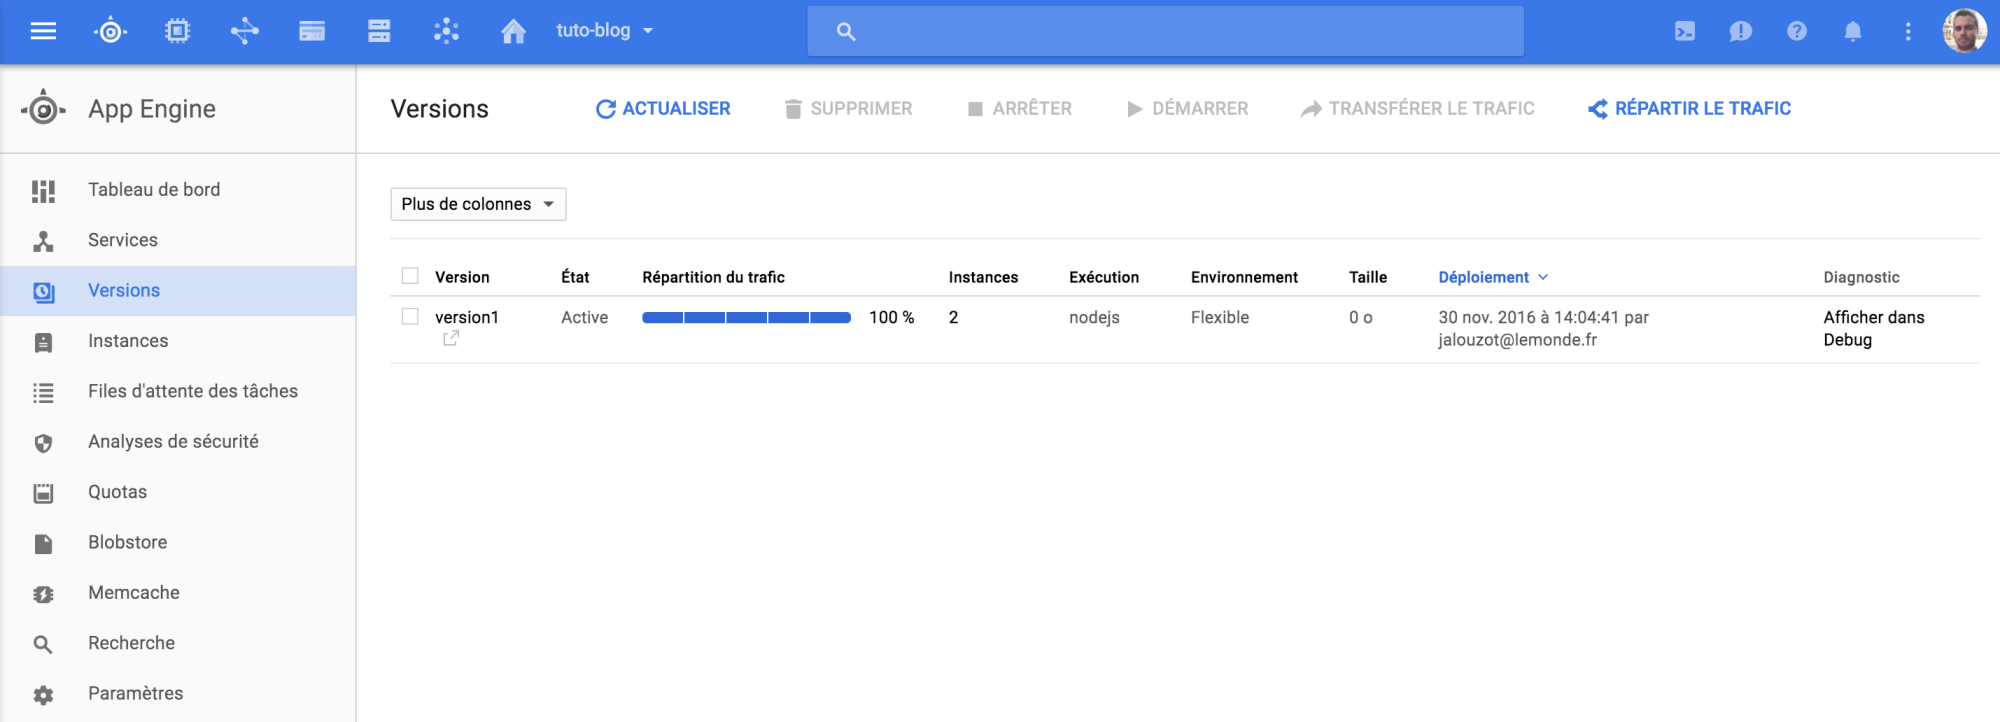 tuto-blog
App Engine
Versions
ACTUALISER
SUPPRIMER
ARRÊTER
DÉMARRER
TRANSFÉRER LE TRAFIC
RÉPARTIR LE TRAFIC
Tableau de bord
Services
Versions
Instances
Files d'attente des tâches
Analyses de sécurité
Quotas
Blobstore
Memcache
Recherche
Paramètres
Plus de colonnes
Version État Répartition du trafic Instances Exécution Environnement Taille Déploiement Diagnostic
version1 Active 100 % 2 nodejs Flexible 0 o 30 nov. 2016 à 14:04:41 par Afficher dans
jalouzot@lemonde.fr Debug